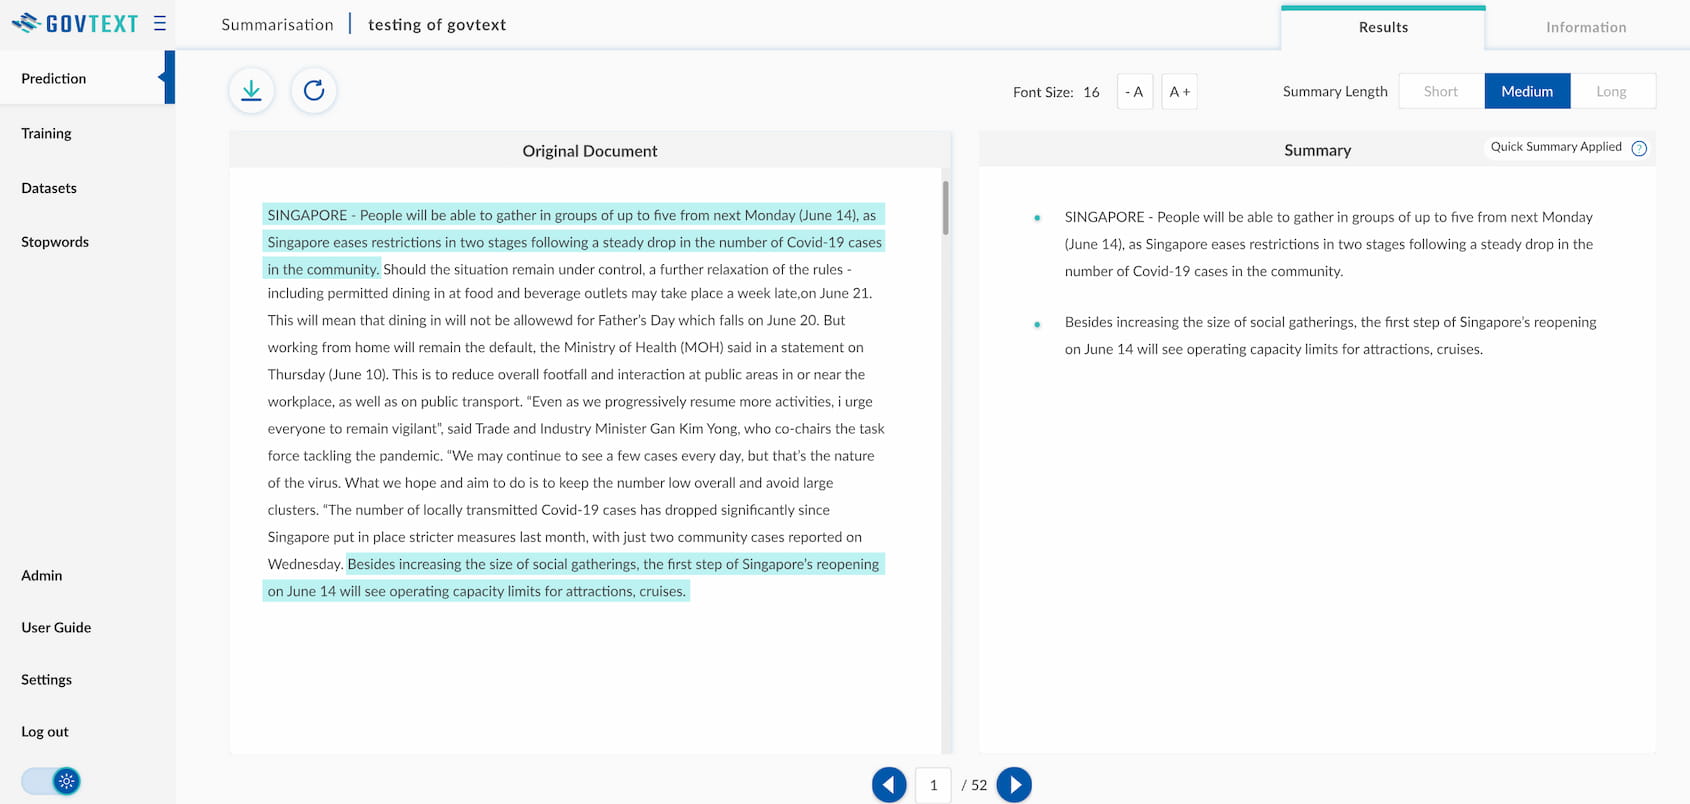 GOVTEXT
Summarisation | testing of govtext
Results
Information
Prediction
Training
Datasets
Stopwords
Admin
User Guide
Settings
Log out
Font Size: 16
- A
A +
Summary Length
Short
Medium
Long
Original Document
SINGAPORE - People will be able to gather in groups of up to five from next Monday (June 14), as
Singapore eases restrictions in two stages following a steady drop in the number of Covid-19 cases
in the community. Should the situation remain under control, a further relaxation of the rules -
including permitted dining in at food and beverage outlets may take place a week late,on June 21.
This will mean that dining in will not be allowewd for Father's Day which falls on June 20. But
working from home will remain the default, the Ministry of Health (MOH) said in a statement on
Thursday (June 10). This is to reduce overall footfall and interaction at public areas in or near the
workplace, as well as on public transport. “Even as we progressively resume more activities, i urge
everyone to remain vigilant”, said Trade and Industry Minister Gan Kim Yong, who co-chairs the task
force tackling the pandemic. “We may continue to see a few cases every day, but that's the nature
of the virus. What we hope and aim to do is to keep the number low overall and avoid large
clusters. “The number of locally transmitted Covid-19 cases has dropped significantly since
Singapore put in place stricter measures last month, with just two community cases reported on
Wednesday. Besides increasing the size of social gatherings, the first step of Singapore's reopening
on June 14 will see operating capacity limits for attractions, cruises.
Summary
Quick Summary Applied ?
SINGAPORE - People will be able to gather in groups of up to five from next Monday
(June 14), as Singapore eases restrictions in two stages following a steady drop in the
number of Covid-19 cases in the community.
Besides increasing the size of social gatherings, the first step of Singapore's reopening
on June 14 will see operating capacity limits for attractions, cruises.
1 / 52